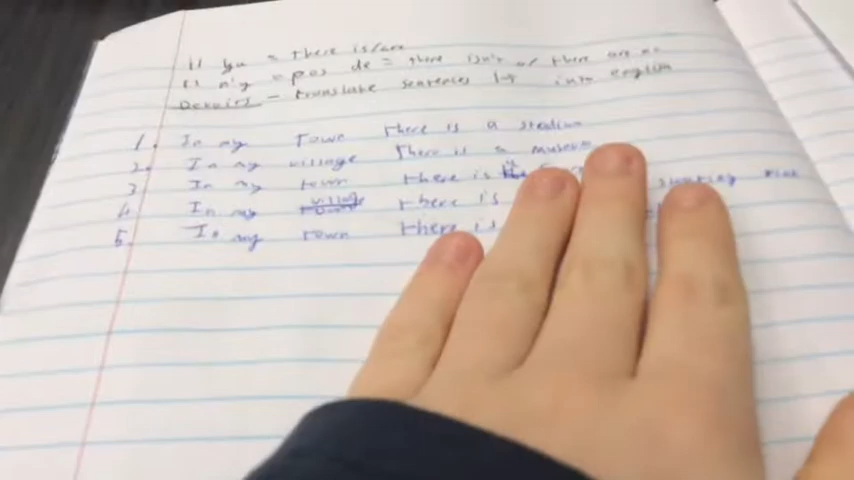 il ya = there is/are
il n'y = pas de = there isn't or there are no
Devoirs - translate sentences 1-5 into english
1. In my Town there is a stadium
2. In my village there is a museum
3 In my town there is
4 In my village there is
5 In my town there is